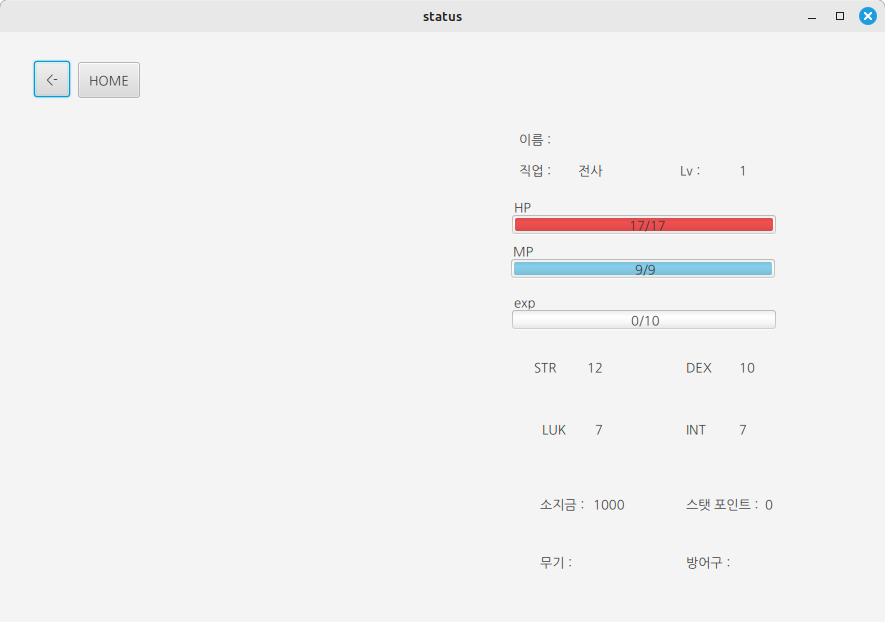 status
<- HOME
이름 :
직업 : 전사 Lv : 1
HP
17/17
MP
9/9
exp
0/10
STR 12 DEX 10
LUK 7 INT 7
소지금 : 1000 스탯 포인트 : 0
무기 : 방어구 :